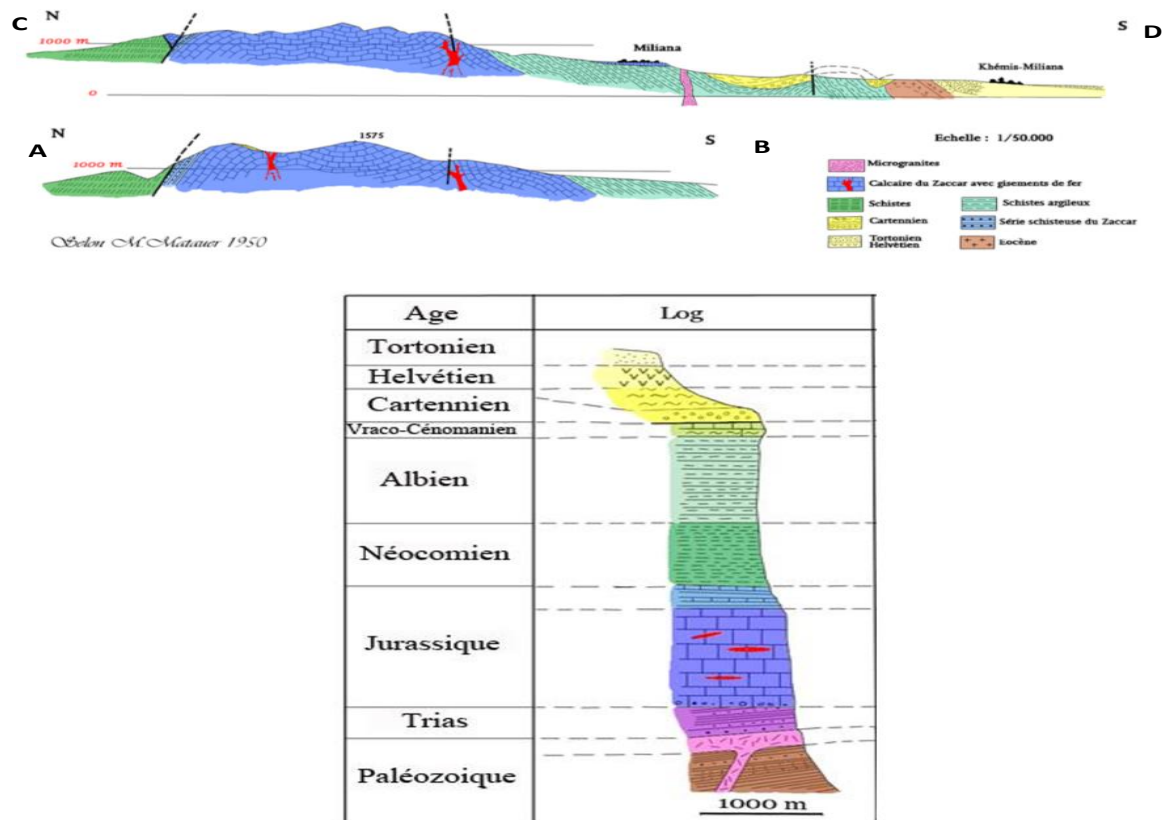 C N S D
1000 m
Miliana
Khémis-Miliana
0
N S
A B
1575
1000 m
Echelle : 1/50.000
Microgranites
Calcaire du Zaccar avec gisements de fer
Schistes Schistes argileux
Cartennien Série schisteuse du Zaccar
Tortonien
Helvétien
Eocène
Selon M. Matauer 1950
Age Log
Tortonien
Helvétien
Cartennien
Vraco-Cénomanien
Albien
Néocomien
Jurassique
Trias
Paléozoique
1000 m